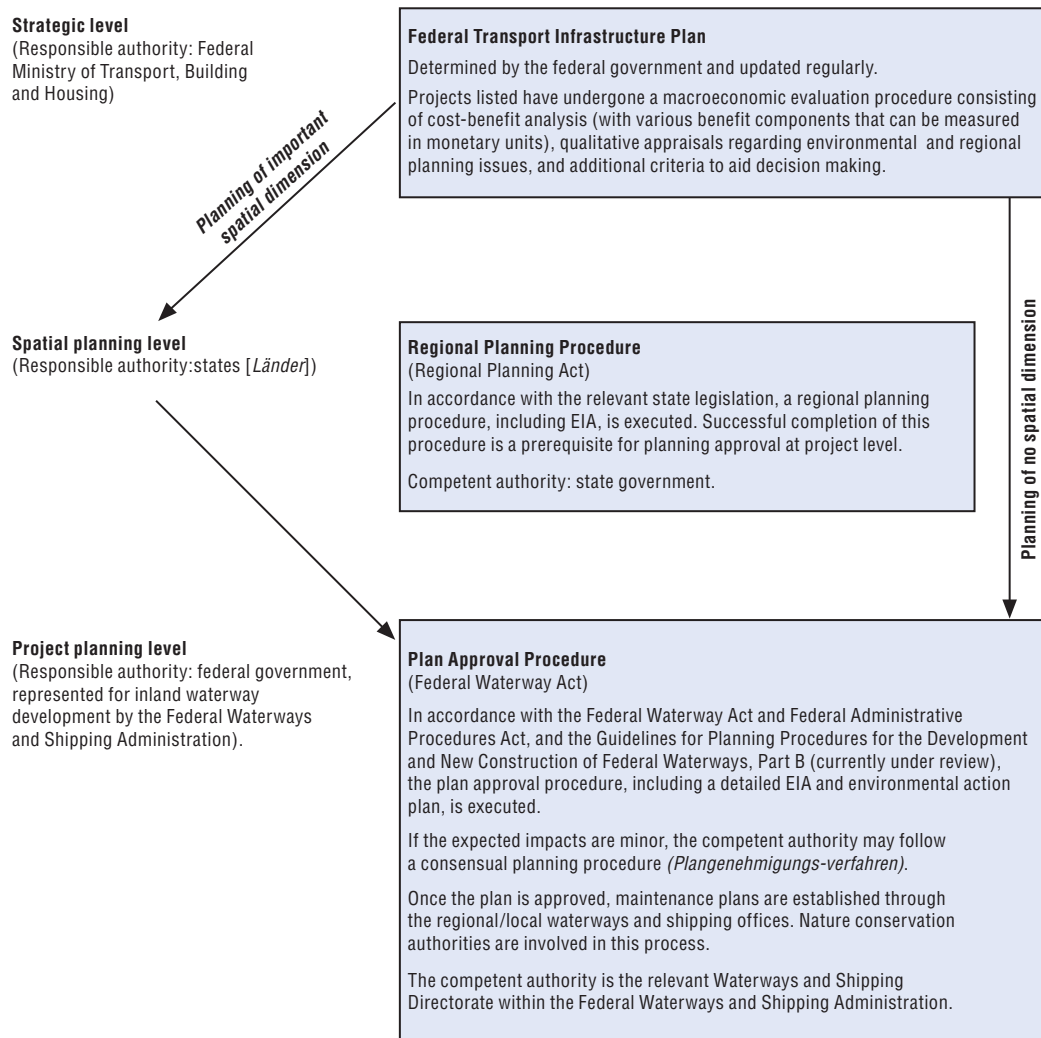 Strategic level
(Responsible authority: Federal
Ministry of Transport, Building
and Housing)
Federal Transport Infrastructure Plan
Determined by the federal government and updated regularly.
Projects listed have undergone a macroeconomic evaluation procedure consisting
of cost-benefit analysis (with various benefit components that can be measured
in monetary units), qualitative appraisals regarding environmental and regional
planning issues, and additional criteria to aid decision making.
Planning of important
spatial dimension
Planning of no spatial dimension
Spatial planning level
(Responsible authority:states [Länder])
Regional Planning Procedure
(Regional Planning Act)
In accordance with the relevant state legislation, a regional planning
procedure, including EIA, is executed. Successful completion of this
procedure is a prerequisite for planning approval at project level.
Competent authority: state government.
Project planning level
(Responsible authority: federal government,
represented for inland waterway
development by the Federal Waterways
and Shipping Administration).
Plan Approval Procedure
(Federal Waterway Act)
In accordance with the Federal Waterway Act and Federal Administrative
Procedures Act, and the Guidelines for Planning Procedures for the Development
and New Construction of Federal Waterways, Part B (currently under review),
the plan approval procedure, including a detailed EIA and environmental action
plan, is executed.
If the expected impacts are minor, the competent authority may follow
a consensual planning procedure (Plangenehmigungs-verfahren).
Once the plan is approved, maintenance plans are established through
the regional/local waterways and shipping offices. Nature conservation
authorities are involved in this process.
The competent authority is the relevant Waterways and Shipping
Directorate within the Federal Waterways and Shipping Administration.